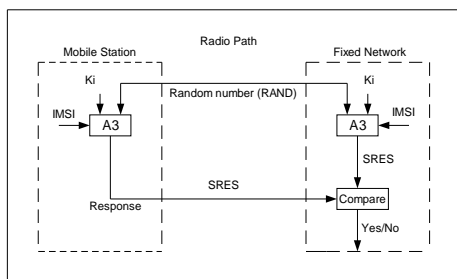 Radio Path
Mobile Station
Fixed Network
Ki
Ki
Random number (RAND)
IMSI
A3
A3
IMSI
SRES
SRES
Response
Compare
Yes/No